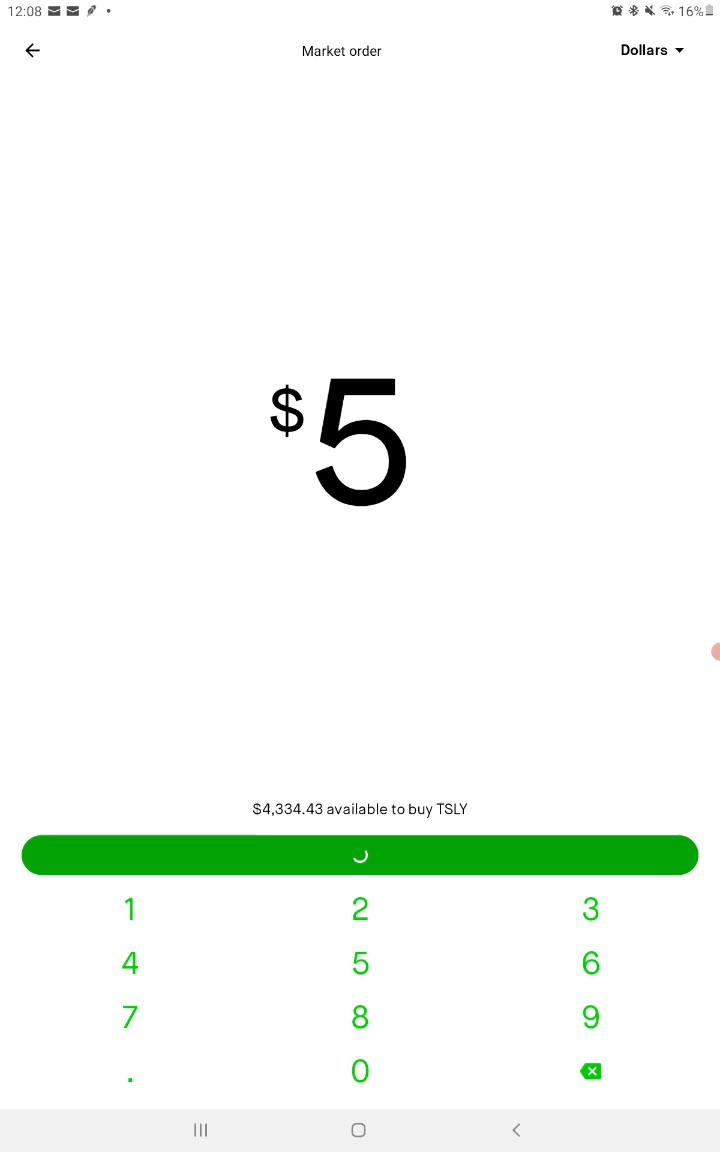 12:08 16%
Market order
Dollars
$5
$4,334.43 available to buy TSLY
1 2 3
4 5 6
7 8 9
. 0